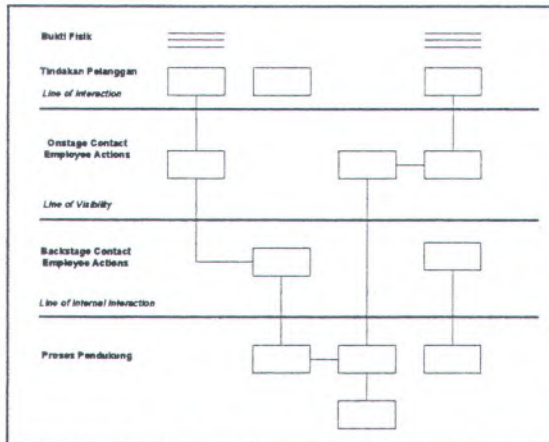 Bukti Fisik
Tindakan Pelanggan
Line of Interaction
Onstage Contact
Employee Actions
Line of Visibility
Backstage Contact
Employee Actions
Line of Internal Interaction
Proses Pendukung